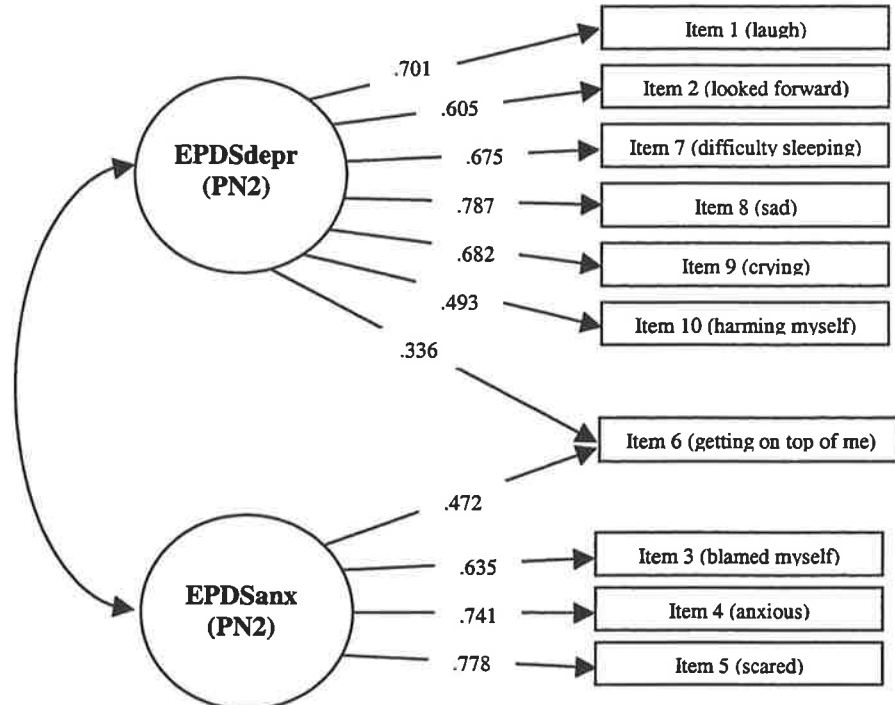 Item 1 (laugh)
.701
Item 2 (looked forward)
.605
EPDSdepr
(PN2)
Item 7 (difficulty sleeping)
.675
Item 8 (sad)
.787
Item 9 (crying)
.682
Item 10 (harming myself)
.493
.336
Item 6 (getting on top of me)
.472
EPDSanx
(PN2)
Item 3 (blamed myself)
.635
Item 4 (anxious)
.741
Item 5 (scared)
.778